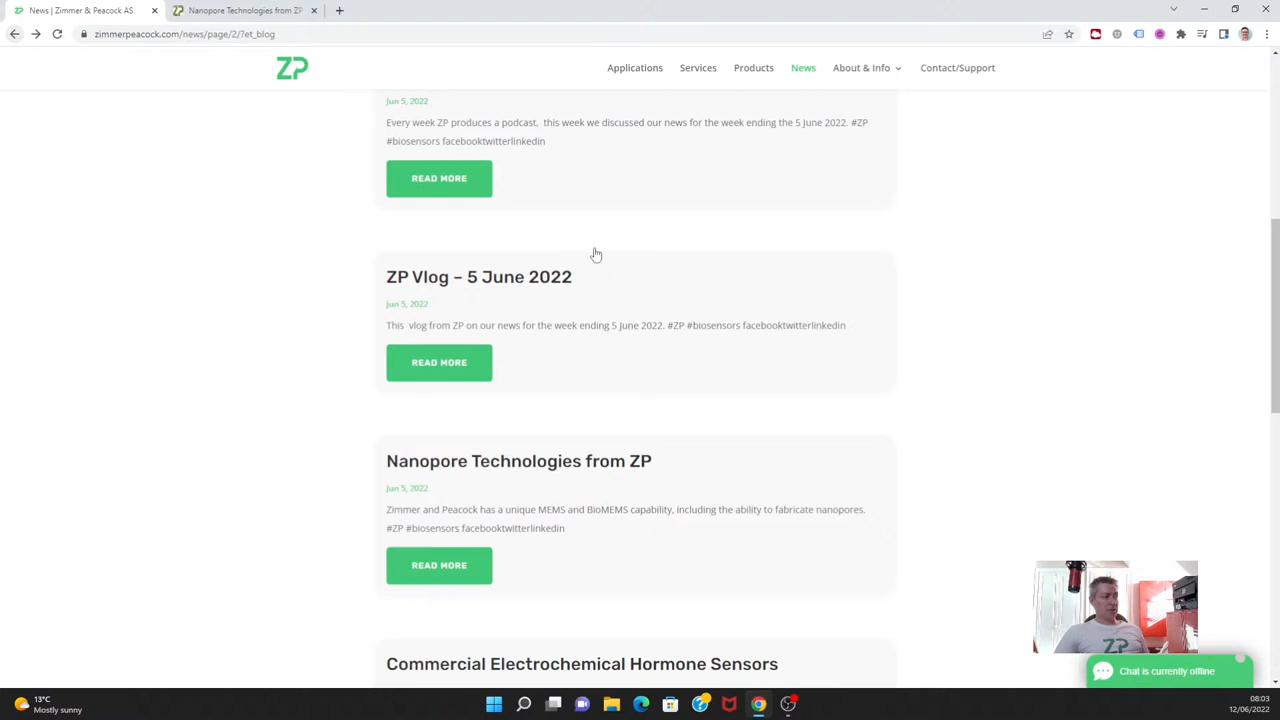 News | Zimmer & Peacock AS
Nanopore Technologies from ZP
zimmerpeacock.com/news/page/2/?et_blog
ZP
Applications
Services
Products
News
About & Info
Contact/Support
Jun 5, 2022
Every week ZP produces a podcast, this week we discussed our news for the week ending the 5 June 2022. #ZP
#biosensors facebooktwitterlinkedin
READ MORE
ZP Vlog – 5 June 2022
Jun 5, 2022
This vlog from ZP on our news for the week ending 5 June 2022. #ZP #biosensors facebooktwitterlinkedin
READ MORE
Nanopore Technologies from ZP
Jun 5, 2022
Zimmer and Peacock has a unique MEMS and BioMEMS capability, including the ability to fabricate nanopores.
#ZP #biosensors facebooktwitterlinkedin
READ MORE
Commercial Electrochemical Hormone Sensors
ZP
Chat is currently offline
13°C
Mostly sunny
08:03
12/06/2022